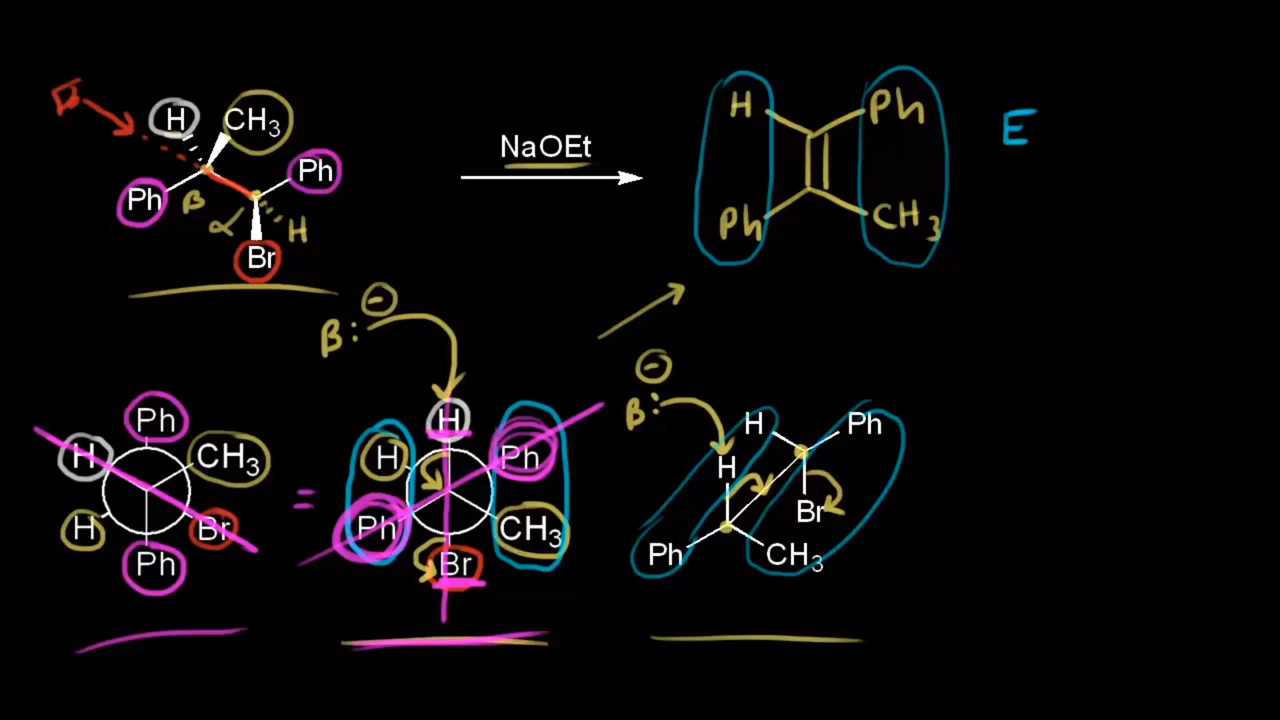 H CH3
Ph β Ph
α H
Br
NaOEt
H Ph
Ph CH3
E
B: −
B: −
Ph
H CH3
H Br
Ph
=
H
H Ph
Ph CH3
Br
H Ph
H
Br
Ph CH3